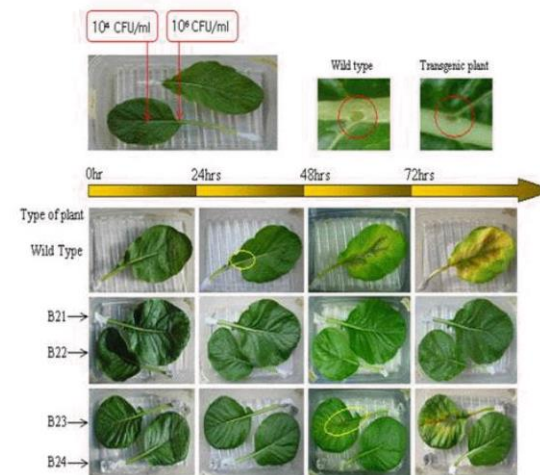 10⁴ CFU/ml 10⁶ CFU/ml
Wild type Transgenic plant
0hr 24hrs 48hrs 72hrs
Type of plant
Wild Type
B21
B22
B23
B24